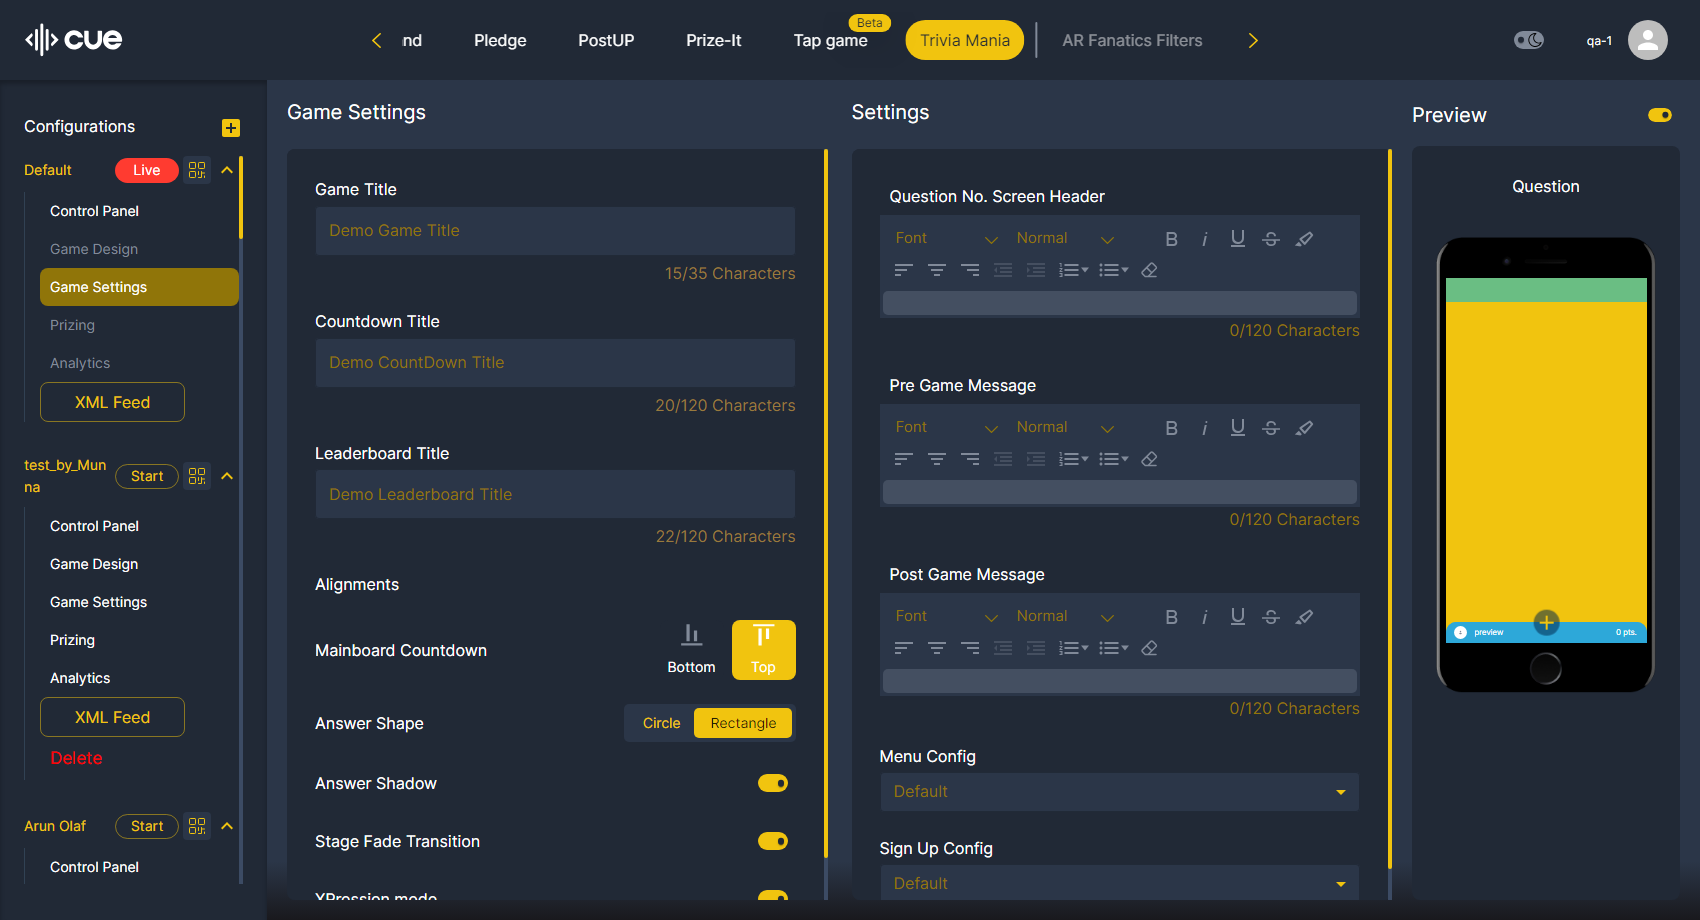 cue
nd
Pledge
PostUP
Prize-It
Tap game
Beta
Trivia Mania
AR Fanatics Filters
qa-1
Configurations
Default
Live
Control Panel
Game Design
Game Settings
Prizing
Analytics
XML Feed
test_by_Mun
na
Start
Control Panel
Game Design
Game Settings
Prizing
Analytics
XML Feed
Delete
Arun Olaf
Start
Control Panel
Game Settings
Game Title
Demo Game Title
15/35 Characters
Countdown Title
Demo CountDown Title
20/120 Characters
Leaderboard Title
Demo Leaderboard Title
22/120 Characters
Alignments
Mainboard Countdown
Bottom
Top
Answer Shape
Circle
Rectangle
Answer Shadow
Stage Fade Transition
XPression mode
Settings
Question No. Screen Header
Font
Normal
0/120 Characters
Pre Game Message
Font
Normal
0/120 Characters
Post Game Message
Font
Normal
0/120 Characters
Menu Config
Default
Sign Up Config
Default
Preview
Question
preview
0 pts.